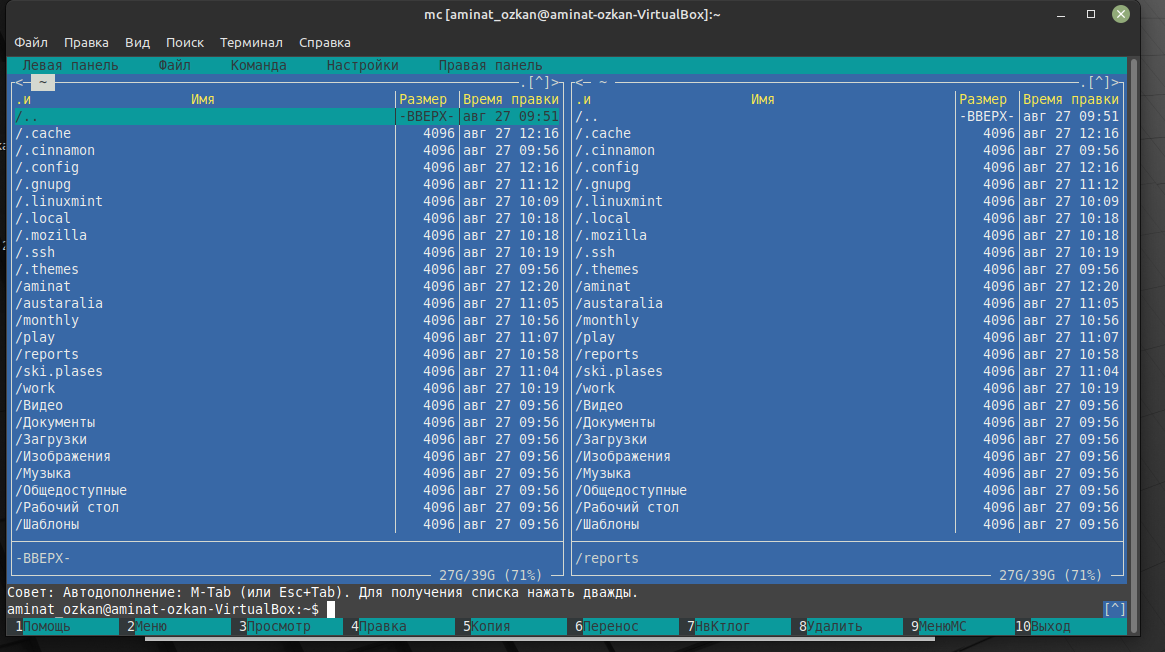 mc [aminat_ozkan@aminat-ozkan-VirtualBox]:~
Файл Правка Вид Поиск Терминал Справка
Левая панель Файл Команда Настройки Правая панель
<─ ~ ─.[^]>
.и Имя Размер Время правки
/.. -ВВЕРХ- авг 27 09:51
/.cache 4096 авг 27 12:16
/.cinnamon 4096 авг 27 09:56
/.config 4096 авг 27 12:16
/.gnupg 4096 авг 27 11:12
/.linuxmint 4096 авг 27 10:09
/.local 4096 авг 27 10:18
/.mozilla 4096 авг 27 10:18
/.ssh 4096 авг 27 10:19
/.themes 4096 авг 27 09:56
/aminat 4096 авг 27 12:20
/austaralia 4096 авг 27 11:05
/monthly 4096 авг 27 10:56
/play 4096 авг 27 11:07
/reports 4096 авг 27 10:58
/ski.plases 4096 авг 27 11:04
/work 4096 авг 27 10:19
/Видео 4096 авг 27 09:56
/Документы 4096 авг 27 09:56
/Загрузки 4096 авг 27 09:56
/Изображения 4096 авг 27 09:56
/Музыка 4096 авг 27 09:56
/Общедоступные 4096 авг 27 09:56
/Рабочий стол 4096 авг 27 09:56
/Шаблоны 4096 авг 27 09:56
-ВВЕРХ-
27G/39G (71%)
<─ ~ ─.[^]>
.и Имя Размер Время правки
/.. -ВВЕРХ- авг 27 09:51
/.cache 4096 авг 27 12:16
/.cinnamon 4096 авг 27 09:56
/.config 4096 авг 27 12:16
/.gnupg 4096 авг 27 11:12
/.linuxmint 4096 авг 27 10:09
/.local 4096 авг 27 10:18
/.mozilla 4096 авг 27 10:18
/.ssh 4096 авг 27 10:19
/.themes 4096 авг 27 09:56
/aminat 4096 авг 27 12:20
/austaralia 4096 авг 27 11:05
/monthly 4096 авг 27 10:56
/play 4096 авг 27 11:07
/reports 4096 авг 27 10:58
/ski.plases 4096 авг 27 11:04
/work 4096 авг 27 10:19
/Видео 4096 авг 27 09:56
/Документы 4096 авг 27 09:56
/Загрузки 4096 авг 27 09:56
/Изображения 4096 авг 27 09:56
/Музыка 4096 авг 27 09:56
/Общедоступные 4096 авг 27 09:56
/Рабочий стол 4096 авг 27 09:56
/Шаблоны 4096 авг 27 09:56
/reports
27G/39G (71%)
Совет: Автодополнение: M-Tab (или Esc+Tab). Для получения списка нажать дважды.
aminat_ozkan@aminat-ozkan-VirtualBox:~$ [^]
1Помощь 2Меню 3Просмотр 4Правка 5Копия 6Перенос 7НвКтлог 8Удалить 9МенюMC 10Выход